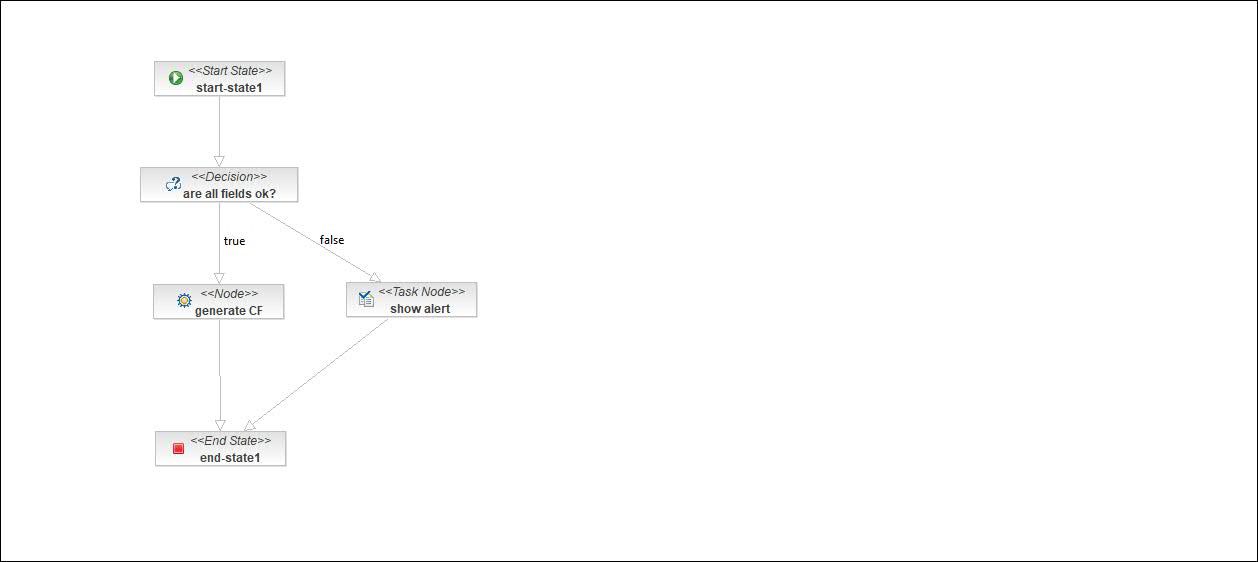 <<Start State>>
start-state1
<<Decision>>
are all fields ok?
true
false
<<Node>>
generate CF
<<Task Node>>
show alert
<<End State>>
end-state1